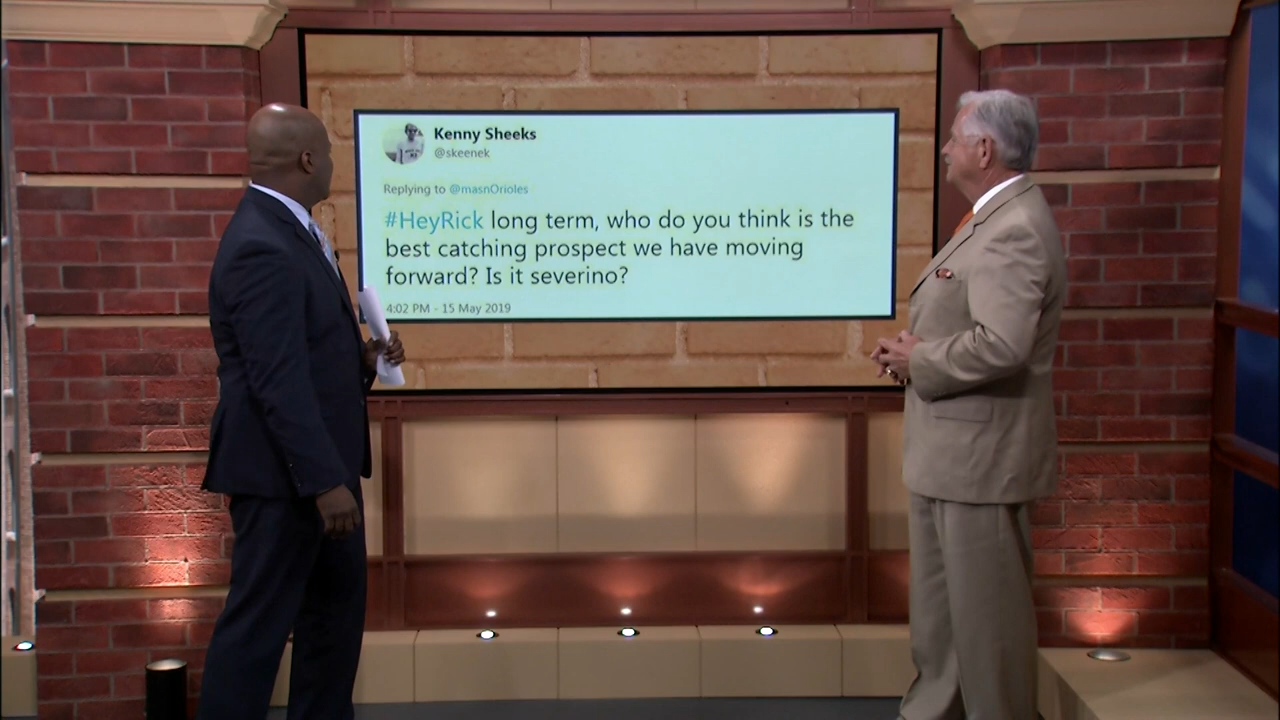 Kenny Sheeks
@skeenek
Replying to @masnOrioles
#HeyRick long term, who do you think is the
best catching prospect we have moving
forward? Is it severino?
4:02 PM - 15 May 2019